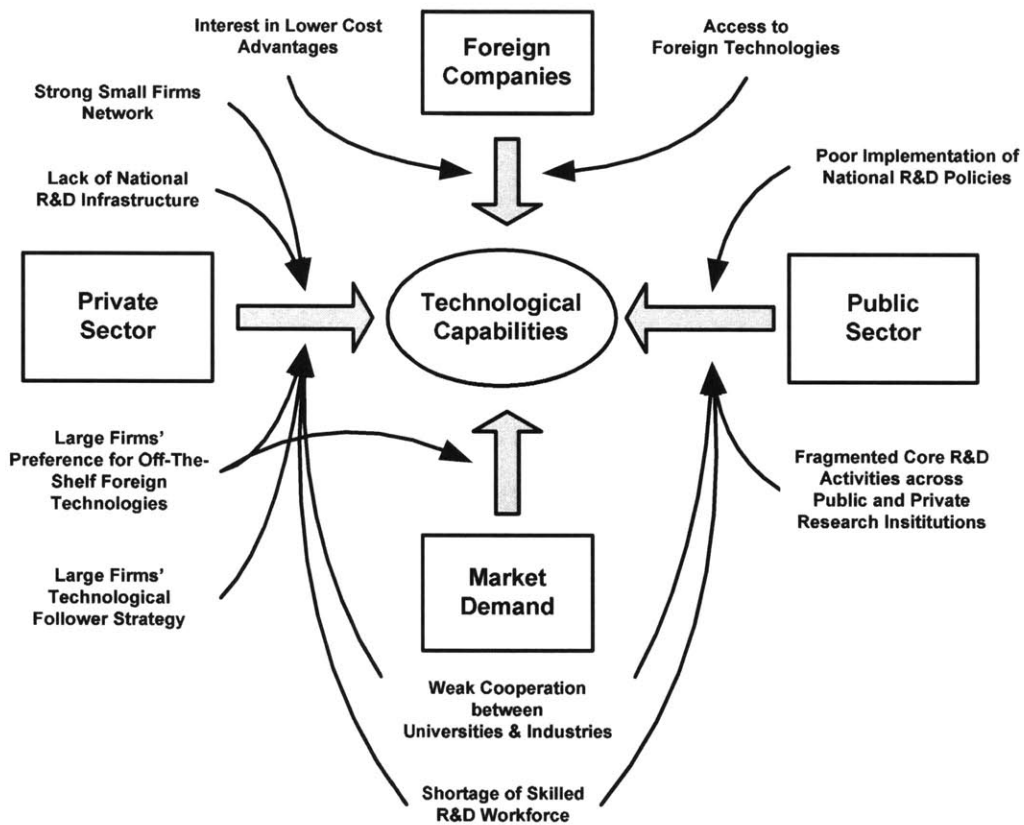 Interest in Lower Cost
Advantages
Foreign
Companies
Access to
Foreign Technologies
Strong Small Firms
Network
Lack of National
R&D Infrastructure
Poor Implementation of
National R&D Policies
Private
Sector
Technological
Capabilities
Public
Sector
Large Firms'
Preference for Off-The-
Shelf Foreign
Technologies
Fragmented Core R&D
Activities across
Public and Private
Research Insititutions
Large Firms'
Technological
Follower Strategy
Market
Demand
Weak Cooperation
between
Universities & Industries
Shortage of Skilled
R&D Workforce